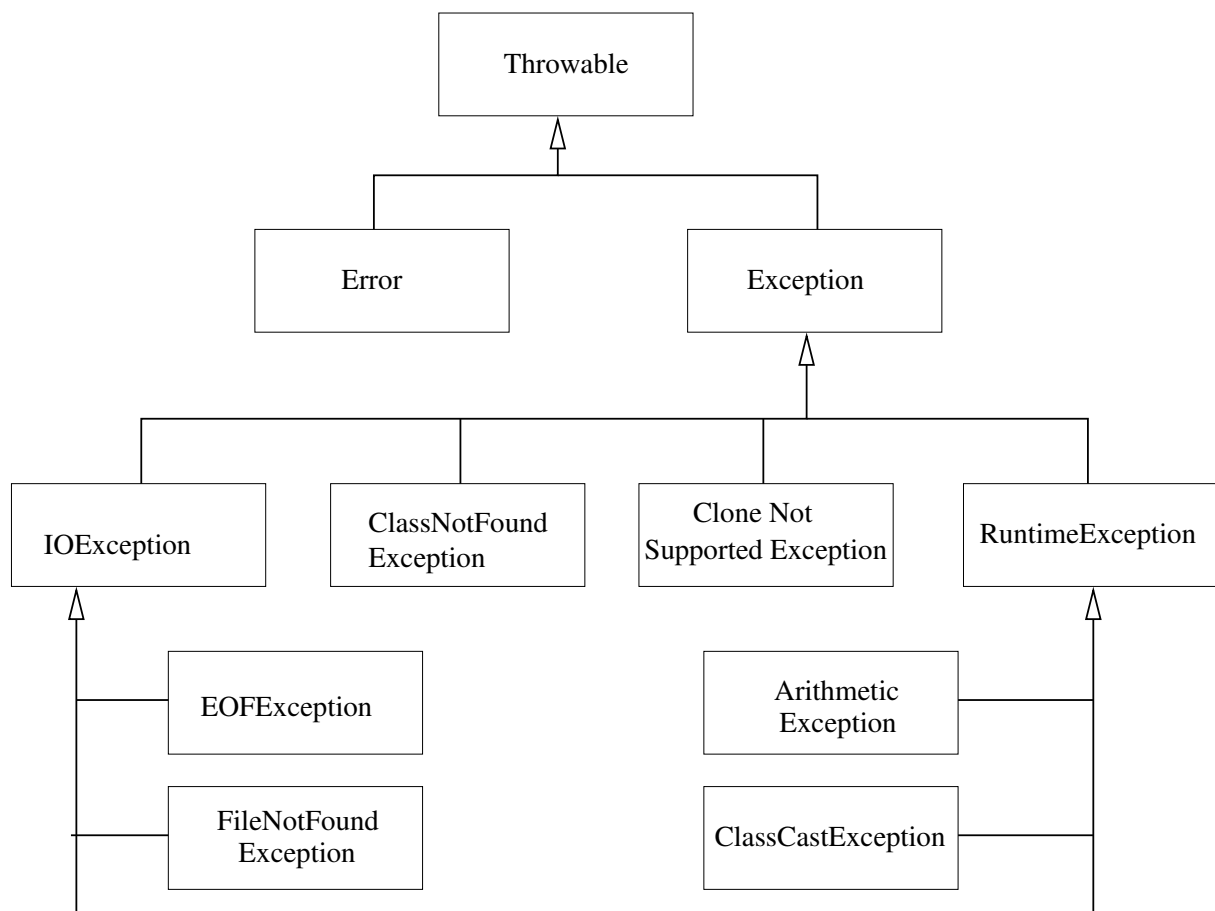 Throwable
Error
Exception
IOException
ClassNotFound
Exception
Clone Not
Supported Exception
RuntimeException
EOFException
Arithmetic
Exception
FileNotFound
Exception
ClassCastException